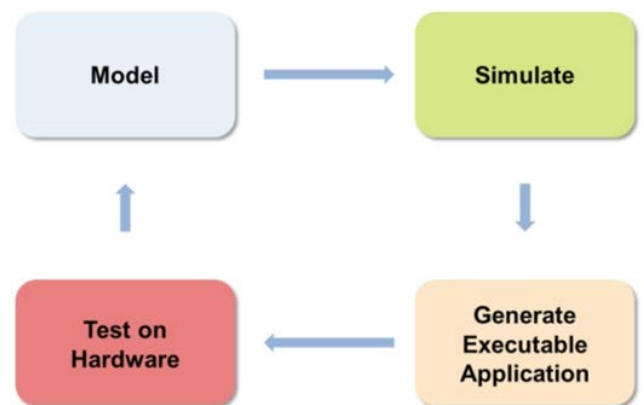 Model
Simulate
Test on
Hardware
Generate
Executable
Application